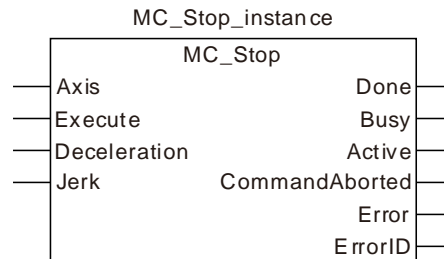 MC_Stop_instance
MC_Stop
Axis Done
Execute Busy
Deceleration Active
Jerk CommandAborted
Error
ErrorID